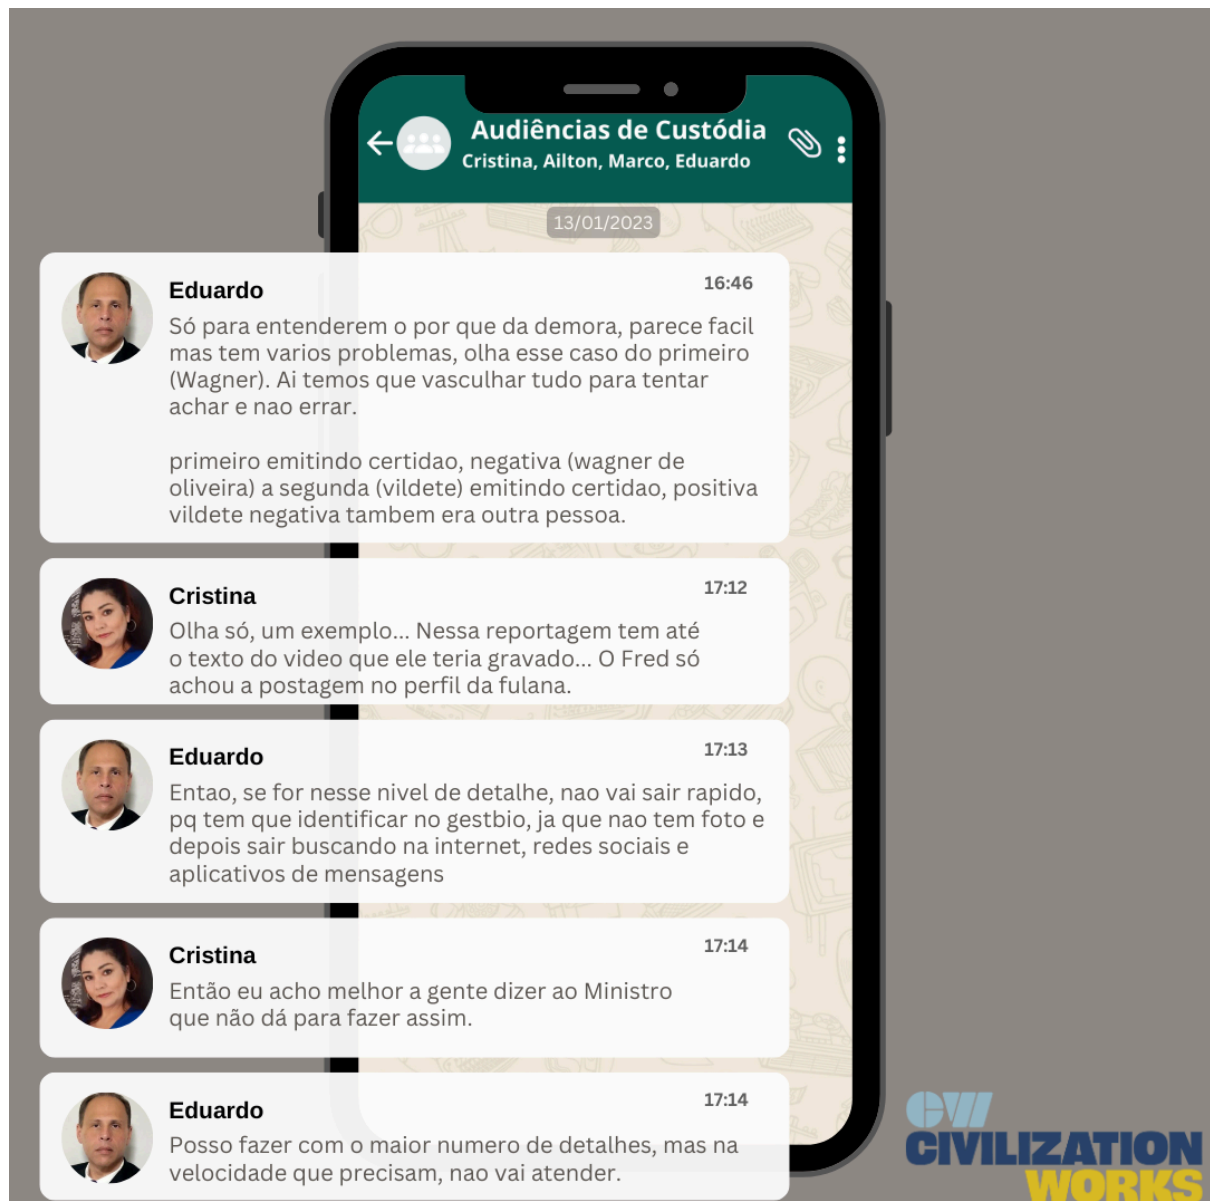 Audiências de Custódia
Cristina, Ailton, Marco, Eduardo
13/01/2023
Eduardo 16:46
Só para entenderem o por que da demora, parece facil
mas tem varios problemas, olha esse caso do primeiro
(Wagner). Ai temos que vasculhar tudo para tentar
achar e nao errar.
primeiro emitindo certidao, negativa (wagner de
oliveira) a segunda (vildete) emitindo certidao, positiva
vildete negativa tambem era outra pessoa.
Cristina 17:12
Olha só, um exemplo... Nessa reportagem tem até
o texto do video que ele teria gravado... O Fred só
achou a postagem no perfil da fulana.
Eduardo 17:13
Entao, se for nesse nivel de detalhe, nao vai sair rapido,
pq tem que identificar no gestbio, ja que nao tem foto e
depois sair buscando na internet, redes sociais e
aplicativos de mensagens
Cristina 17:14
Então eu acho melhor a gente dizer ao Ministro
que não dá para fazer assim.
Eduardo 17:14
Posso fazer com o maior numero de detalhes, mas na
velocidade que precisam, nao vai atender.
CW
CIVILIZATION
WORKS